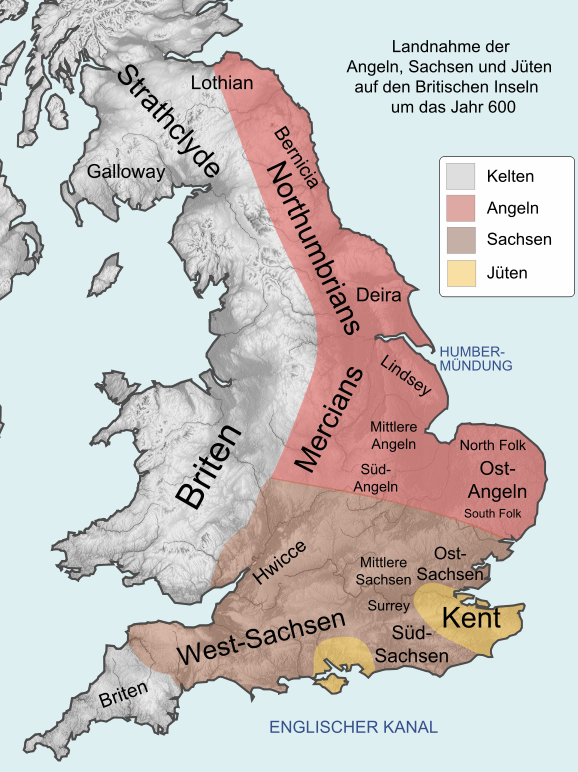 Landnahme der
Angeln, Sachsen und Jüten
auf den Britischen Inseln
um das Jahr 600
Kelten
Angeln
Sachsen
Jüten
Strathclyde
Lothian
Galloway
Bernicia
Northumbrians
Deira
HUMBER-
MÜNDUNG
Lindsey
Mercians
Mittlere
Angeln
Süd-
Angeln
North Folk
Ost-
Angeln
South Folk
Briten
Hwicce
Mittlere
Sachsen
Ost-
Sachsen
Surrey
Kent
West-Sachsen
Süd-
Sachsen
Briten
ENGLISCHER KANAL